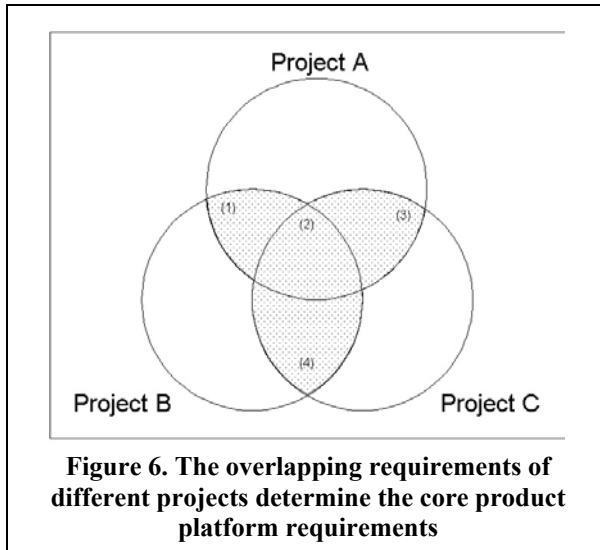 Project A
(1)
(2)
(3)
(4)
Project B
Project C
Figure 6. The overlapping requirements of
different projects determine the core product
platform requirements